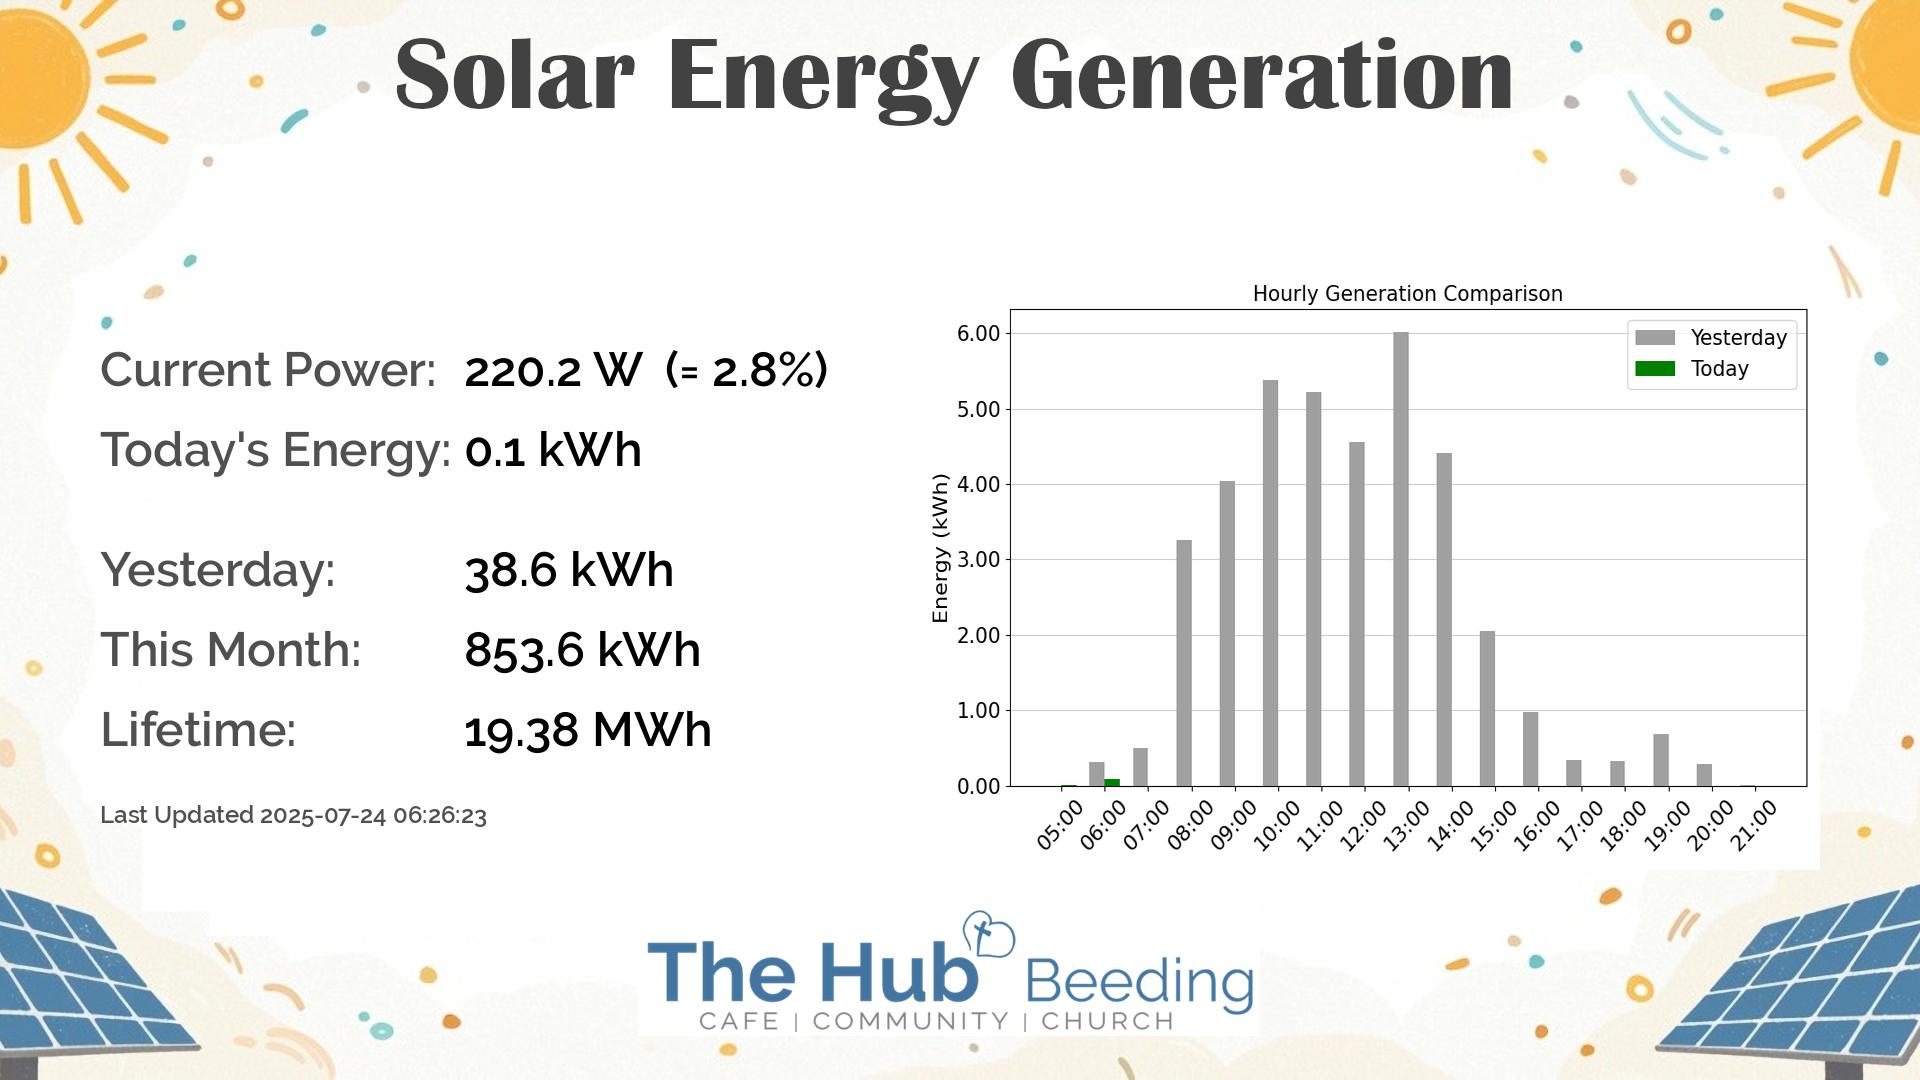 Solar Energy Generation
Current Power: 220.2 W (= 2.8%)
Today's Energy: 0.1 kWh
Yesterday: 38.6 kWh
This Month: 853.6 kWh
Lifetime: 19.38 MWh
Last Updated 2025-07-24 06:26:23
Hourly Generation Comparison
Yesterday
Today
Energy (kWh)
6.00
5.00
4.00
3.00
2.00
1.00
0.00
05:00 06:00 07:00 08:00 09:00 10:00 11:00 12:00 13:00 14:00 15:00 16:00 17:00 18:00 19:00 20:00 21:00
The Hub Beeding
CAFE | COMMUNITY | CHURCH